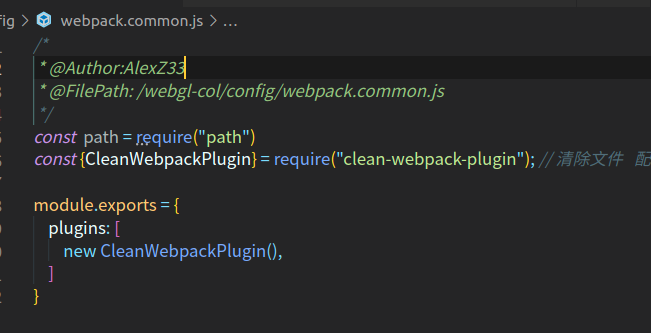 fig > webpack.common.js > ...
/*
* @Author:AlexZ33
* @FilePath: /webgl-col/config/webpack.common.js
*/
const path = require("path")
const {CleanWebpackPlugin} = require("clean-webpack-plugin"); // 清除文件 配
module.exports = {
plugins: [
new CleanWebpackPlugin(),
]
}